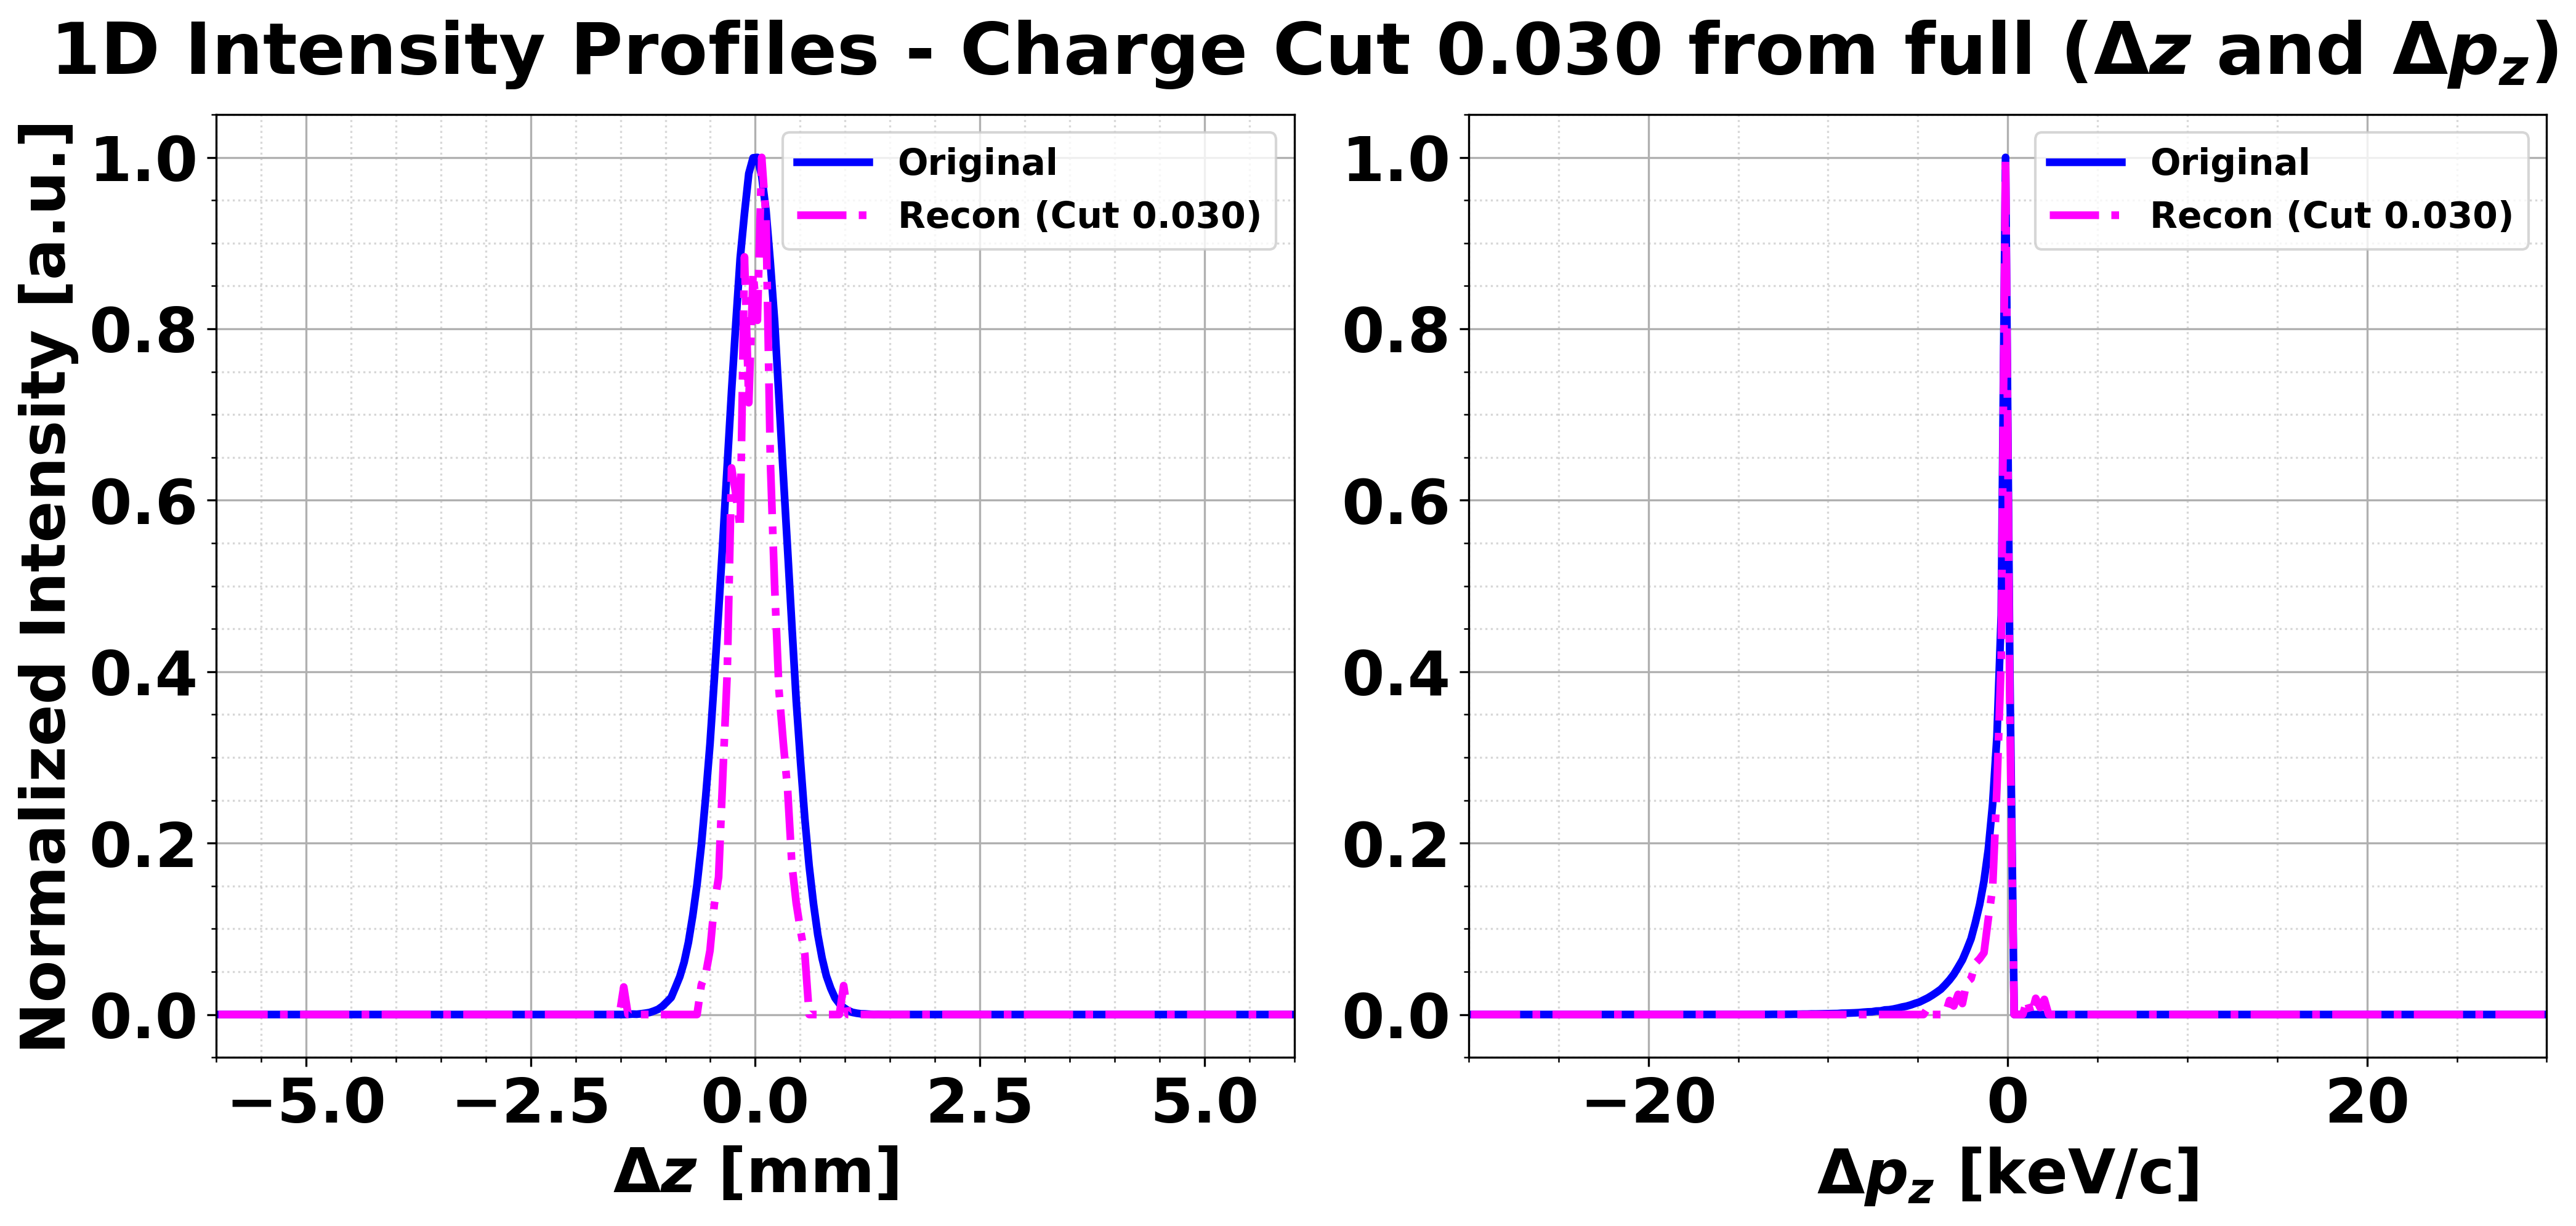 1D Intensity Profiles - Charge Cut 0.030 from full (Δz and Δp_z)
Normalized Intensity [a.u.]
1.0
0.8
0.6
0.4
0.2
0.0
−5.0 −2.5 0.0 2.5 5.0
Δz [mm]
Original
Recon (Cut 0.030)
1.0
0.8
0.6
0.4
0.2
0.0
−20 0 20
Δp_z [keV/c]
Original
Recon (Cut 0.030)